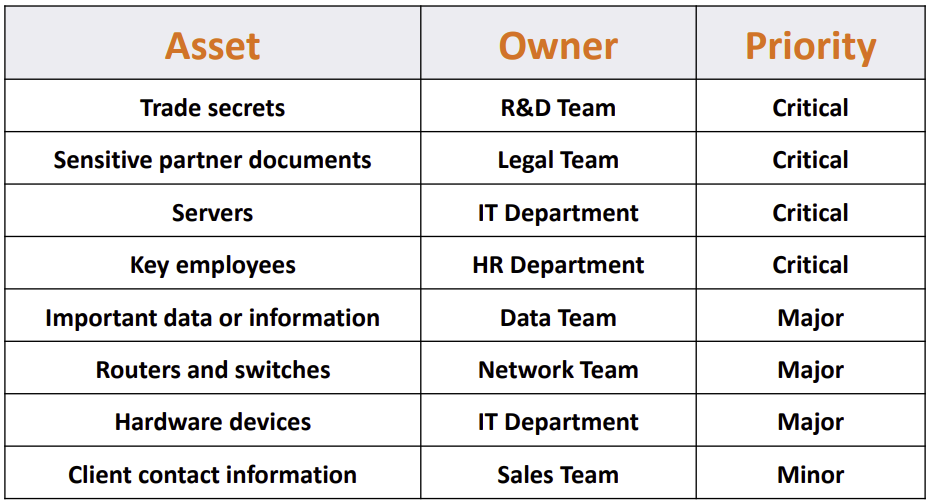 Asset Owner Priority
Trade secrets R&D Team Critical
Sensitive partner documents Legal Team Critical
Servers IT Department Critical
Key employees HR Department Critical
Important data or information Data Team Major
Routers and switches Network Team Major
Hardware devices IT Department Major
Client contact information Sales Team Minor